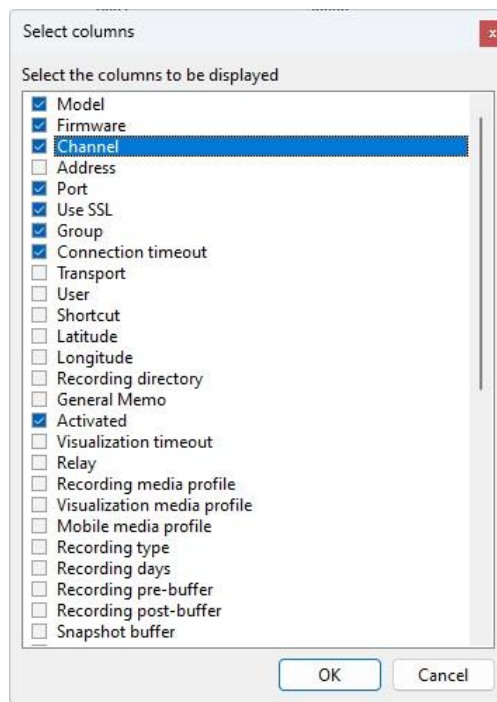 Select columns
x
Select the columns to be displayed
Model
Firmware
Channel
Address
Port
Use SSL
Group
Connection timeout
Transport
User
Shortcut
Latitude
Longitude
Recording directory
General Memo
Activated
Visualization timeout
Relay
Recording media profile
Visualization media profile
Mobile media profile
Recording type
Recording days
Recording pre-buffer
Recording post-buffer
Snapshot buffer
OK Cancel